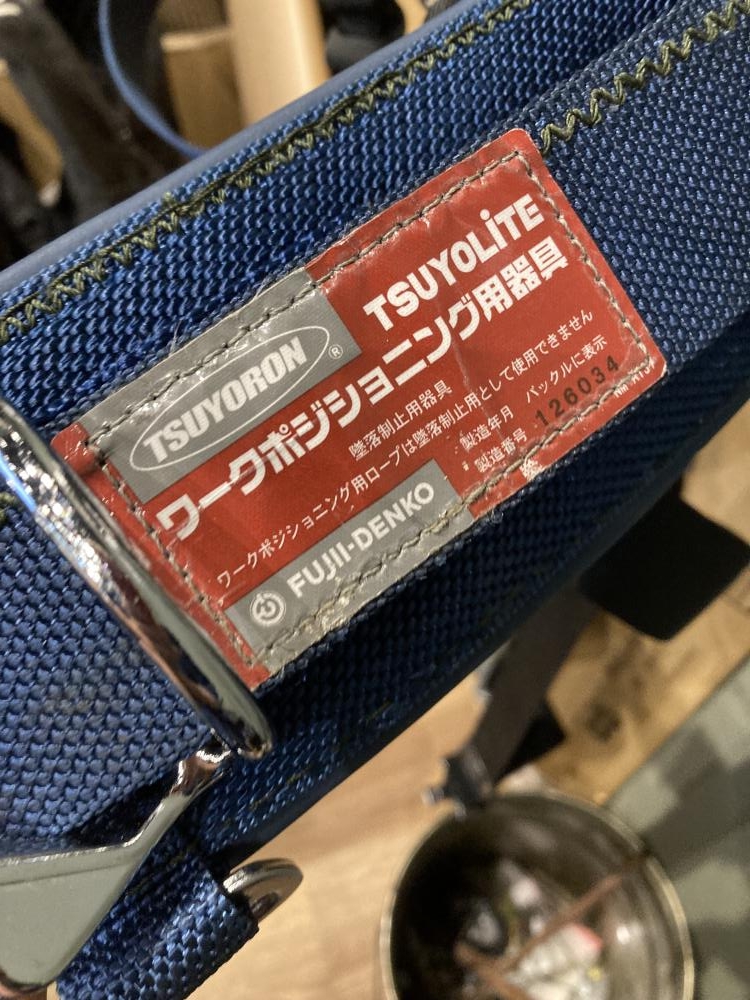 TSUYORON ®
TSUYOLiTE
ワークポジショニング用器具
墜落制止用器具
ワークポジショニング用ロープは墜落制止用として使用できません
製造年月 バックルに表示
製造番号 126034
FUJII-DENKO